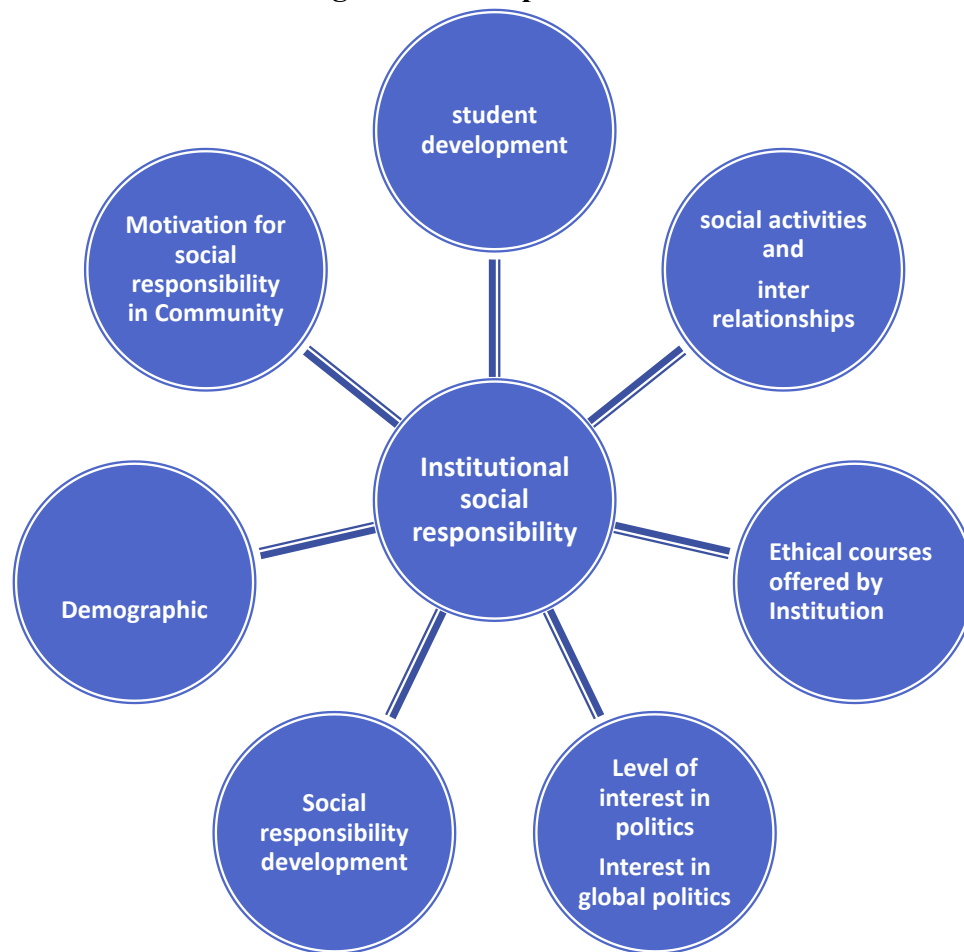 student
development
social activities
and
inter
relationships
Ethical courses
offered by
Institution
Level of
interest in
politics
Interest in
global politics
Social
responsibility
development
Demographic
Motivation for
social
responsibility
in Community
Institutional
social
responsibility